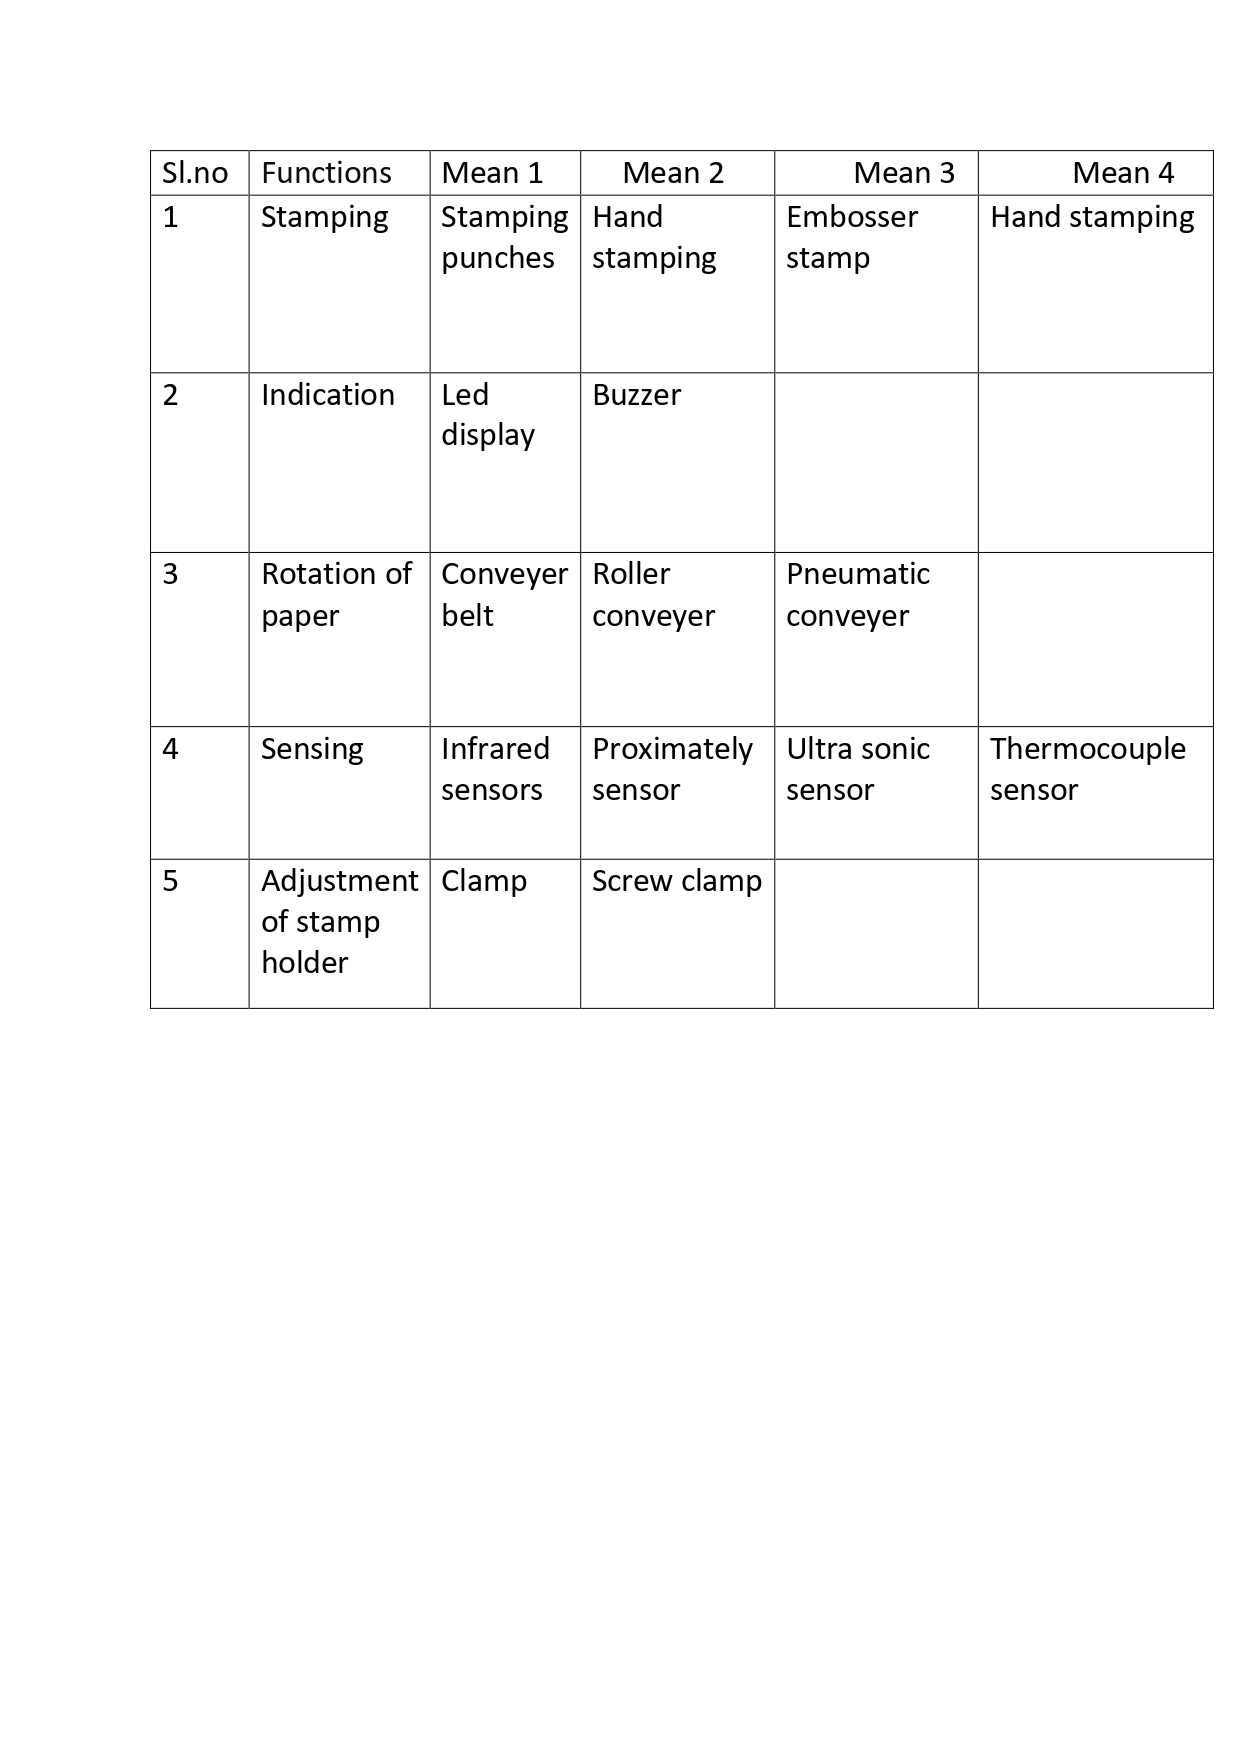 Sl.no Functions Mean 1 Mean 2 Mean 3 Mean 4
1 Stamping Stamping Hand Embosser Hand stamping
punches stamping stamp
2 Indication Led Buzzer
display
3 Rotation of Conveyer Roller Pneumatic
paper belt conveyer conveyer
4 Sensing Infrared Proximately Ultra sonic Thermocouple
sensors sensor sensor sensor
5 Adjustment Clamp Screw clamp
of stamp
holder